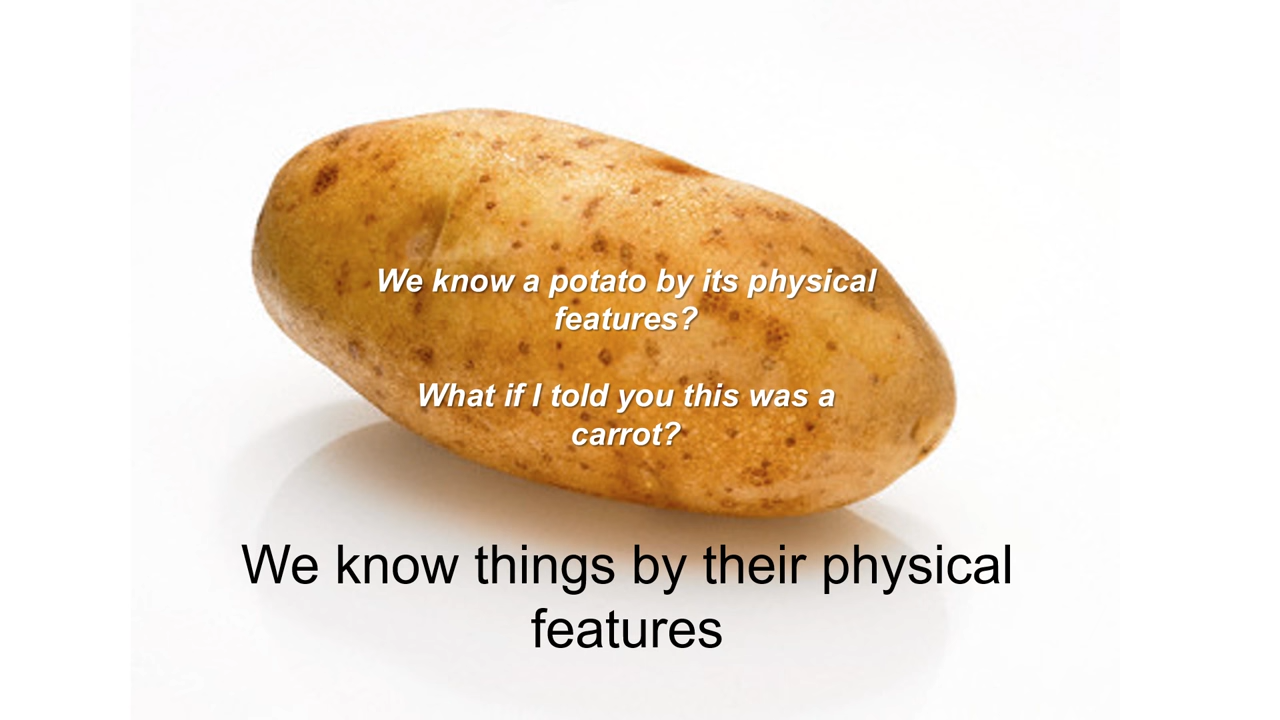 We know a potato by its physical
features?
What if I told you this was a
carrot?
We know things by their physical
features